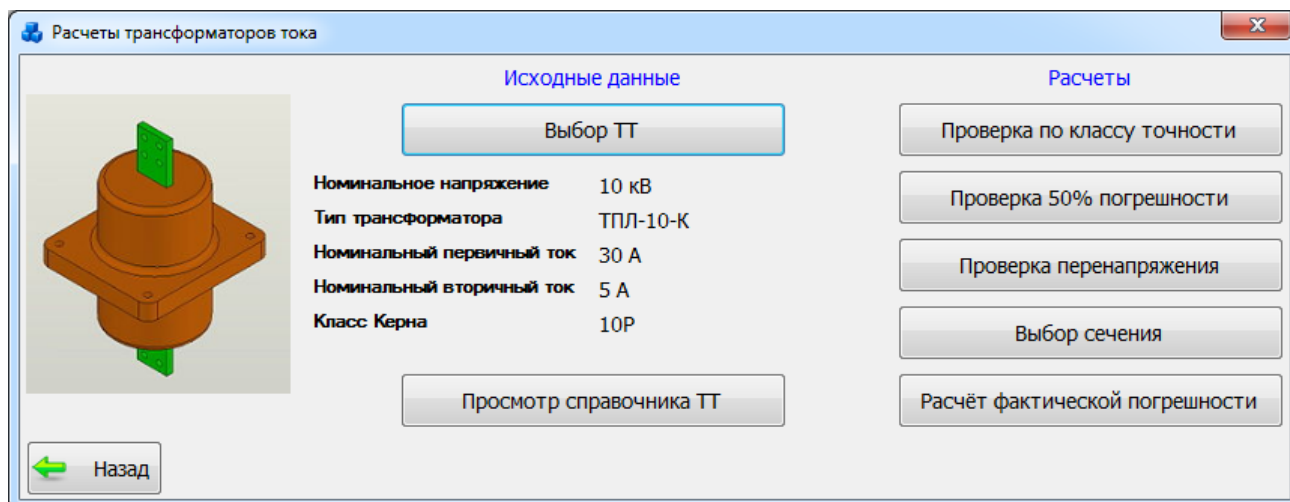 Расчеты трансформаторов тока
Исходные данные
Выбор ТТ
Номинальное напряжение 10 кВ
Тип трансформатора ТПЛ-10-К
Номинальный первичный ток 30 А
Номинальный вторичный ток 5 А
Класс Керна 10Р
Просмотр справочника ТТ
Расчеты
Проверка по классу точности
Проверка 50% погрешности
Проверка перенапряжения
Выбор сечения
Расчёт фактической погрешности
Назад